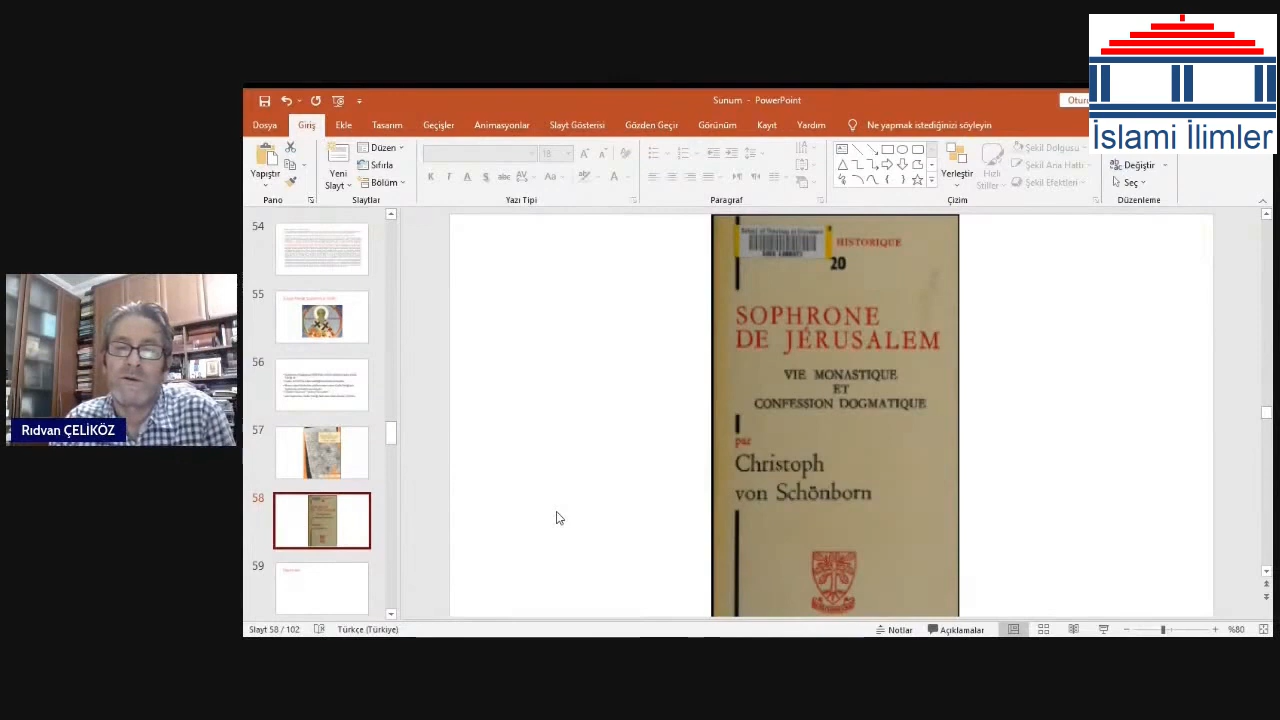 İslami İlimler
Sunum - PowerPoint
Oturu
Dosya Giriş Ekle Tasarım Geçişler Animasyonlar Slayt Gösterisi Gözden Geçir Görünüm Kayıt Yardım Ne yapmak istediğinizi söyleyin
Yapıştır
Yeni
Slayt
Düzen
Sıfırla
Bölüm
18
Yerleştir
Hızlı
Stiller
Şekil Dolgusu
Şekil Ana Hattı
Şekil Efektleri
Değiştir
Seç
Pano
Slaytlar
Yazı Tipi
Paragraf
Çizim
Düzenleme
54
55
56
57
58
59
HISTORIQUE
20
SOPHRONE
DE JÉRUSALEM
VIE MONASTIQUE
ET
CONFESSION DOGMATIQUE
par
Christoph
von Schönborn
Rıdvan ÇELİKÖZ
Slayt 58 / 102
Türkçe (Türkiye)
Notlar
Açıklamalar
%80